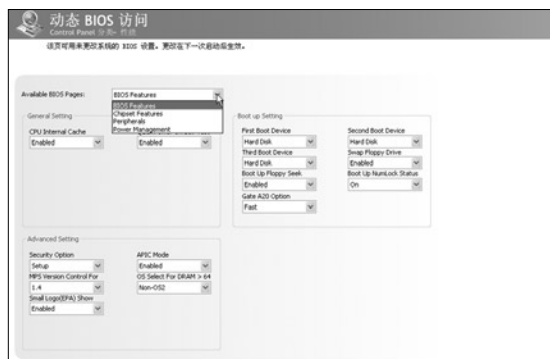 动态 BIOS 访问
Control Panel 分类- 性能
该页可用来更改系统的 BIOS 设置。更改在下一次启动后生效。
Available BIOS Pages:
BIOS Features
BIOS Features
Chipset Features
Peripherals
Power Management
General Setting
CPU Internal Cache
Enabled
Enabled
Boot up Setting
First Boot Device
Second Boot Device
Hard Disk
Hard Disk
Third Boot Device
Swap Floppy Drive
Hard Disk
Enabled
Boot Up Floppy Seek
Boot Up NumLock Status
Enabled
On
Gate A20 Option
Fast
Advanced Setting
Security Option
APIC Mode
Setup
Enabled
MPS Version Control For
OS Select For DRAM > 64
1.4
Non-OS2
Small Logo(EPA) Show
Enabled